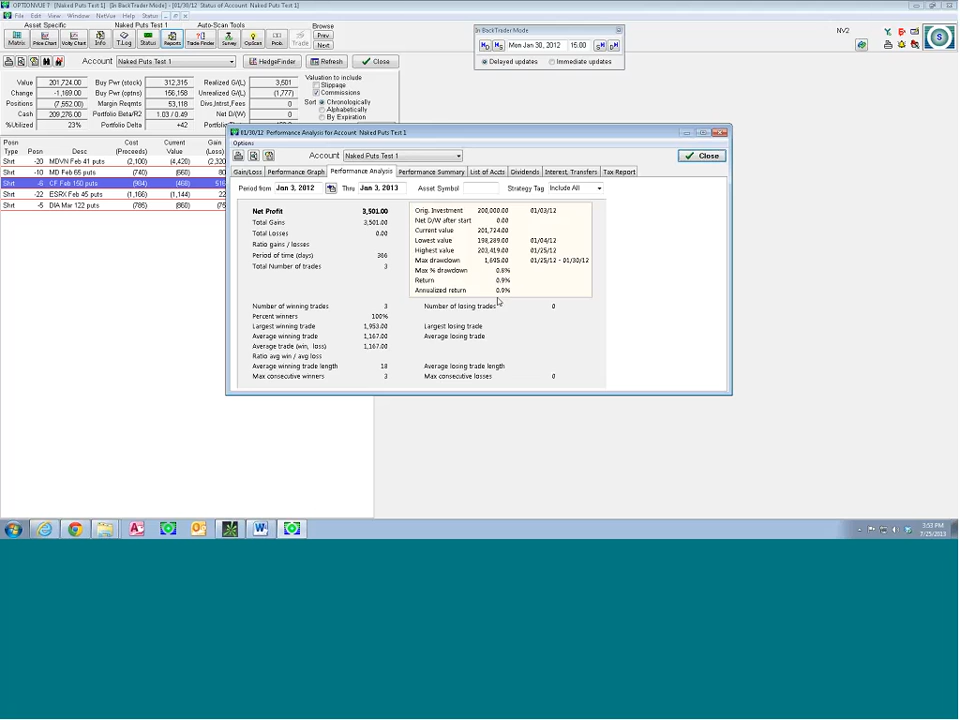 OPTIONVUE 7 [Naked Puts Test 1] (In BackTrader Mode) - [01/30/12 Status of Account Naked Puts Test 1]
File Edit View Window NetVue Help Status
Asset Specific Naked Puts Test 1 Auto-Scan Tools Browse
Matrix Price Chart Volty Chart Info T.Log Status Reports Trade Finder Survey OptCalc Prob. Trade Prev Next
NV2
In BackTrader Mode
Mon Jan 30, 2012 15:00
Delayed updates Immediate updates
Account Naked Puts Test 1 HedgeFinder Refresh Close
Value 201,724.00 Buy Pwr (stock) 312,315 Realized G/(L) 3,501 Valuation to include
Slippage
Change -1,189.00 Buy Pwr (optns) 156,158 Unrealized G/(L) (1,777) Commissions
Positions (7,552.00) Margin Reqmts 53,118 Divs,Intrst,Fees 0 Sort Chronologically
Alphabetically
Cash 209,276.00 Portfolio Beta/R2 1.03 / 0.49 Net D/(W) 0 By Expiration
%Utilized 23% Portfolio Delta +42
Posn Type Posn Desc Cost (Proceeds) Current Value Gain (Loss)
Shrt -20 MDVN Feb 41 puts (2,100) (4,420) (2,320)
Shrt -10 MD Feb 65 puts (740) (660) 80
Shrt -6 CF Feb 150 puts (984) (468) 516
Shrt -22 ESRX Feb 45 puts (1,166) (1,144) 22
Shrt -5 DIA Mar 122 puts (785) (860) (75
01/30/12 Performance Analysis for Account Naked Puts Test 1
Options
Account Naked Puts Test 1 Close
Gain/Loss Performance Graph Performance Analysis Performance Summary List of Accts Dividends Interest, Transfers Tax Report
Period from Jan 3, 2012 Thru Jan 3, 2013 Asset Symbol Strategy Tag Include All
Net Profit 3,501.00
Total Gains 3,501.00
Total Losses 0.00
Ratio gains / losses
Period of time (days) 366
Total Number of trades 3
Orig. Investment 200,000.00 01/03/12
Net D/W after start 0.00
Current value 201,724.00
Lowest value 198,289.00 01/04/12
Highest value 203,419.00 01/25/12
Max drawdown 1,695.00 01/25/12 - 01/30/12
Max % drawdown 0.8%
Return 0.9%
Annualized return 0.9%
Number of winning trades 3 Number of losing trades 0
Percent winners 100%
Largest winning trade 1,953.00 Largest losing trade
Average winning trade 1,167.00 Average losing trade
Average trade (win, loss) 1,167.00
Ratio avg win / avg loss
Average winning trade length 18 Average losing trade length
Max consecutive winners 3 Max consecutive losses 0
3:53 PM
7/25/2013